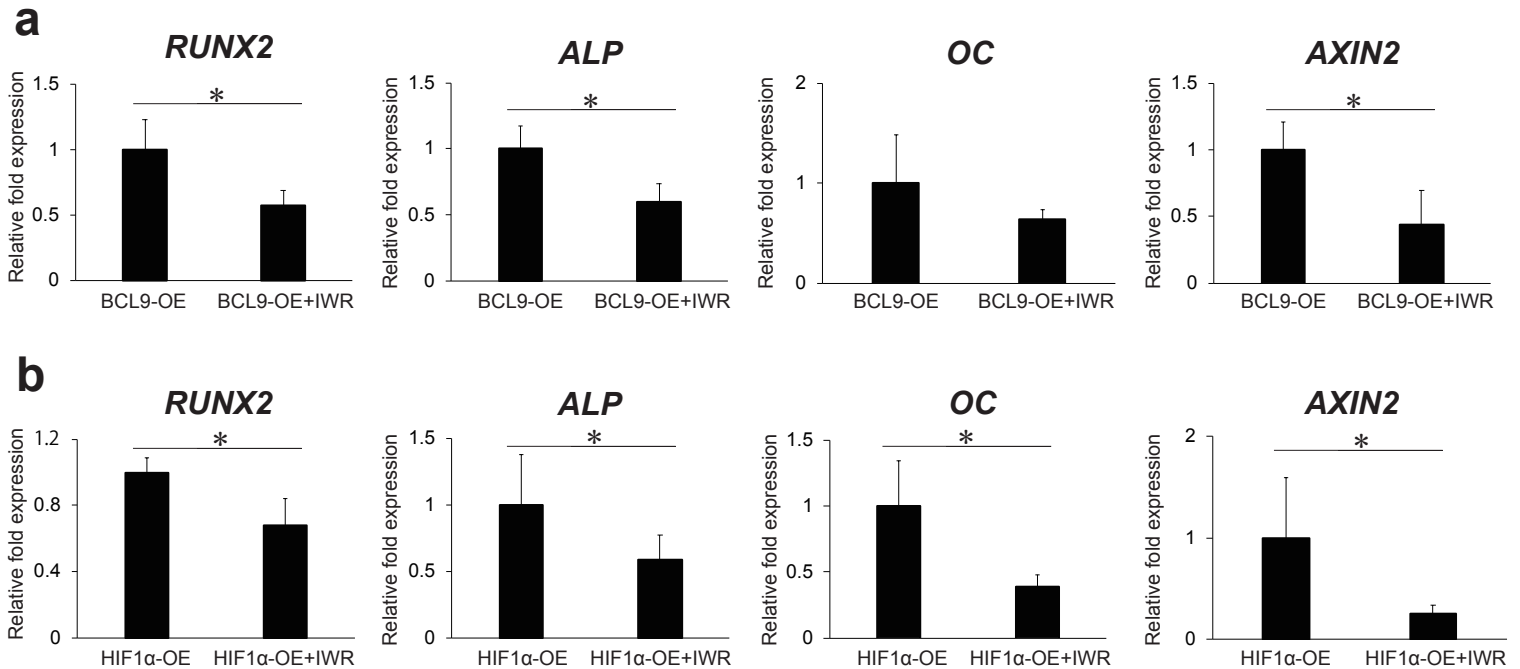 a
RUNX2
ALP
OC
AXIN2
Relative fold expression
1.5
1
0.5
0
*
BCL9-OE
BCL9-OE+IWR
Relative fold expression
1.5
1
0.5
0
*
BCL9-OE
BCL9-OE+IWR
Relative fold expression
2
1
0
BCL9-OE
BCL9-OE+IWR
Relative fold expression
1.5
1
0.5
0
*
BCL9-OE
BCL9-OE+IWR
b
RUNX2
ALP
OC
AXIN2
Relative fold expression
1.2
0.8
0.4
0
*
HIF1α-OE
HIF1α-OE+IWR
Relative fold expression
1.5
1
0.5
0
*
HIF1α-OE
HIF1α-OE+IWR
Relative fold expression
1.5
1
0.5
0
*
HIF1α-OE
HIF1α-OE+IWR
Relative fold expression
2
1
0
*
HIF1α-OE
HIF1α-OE+IWR